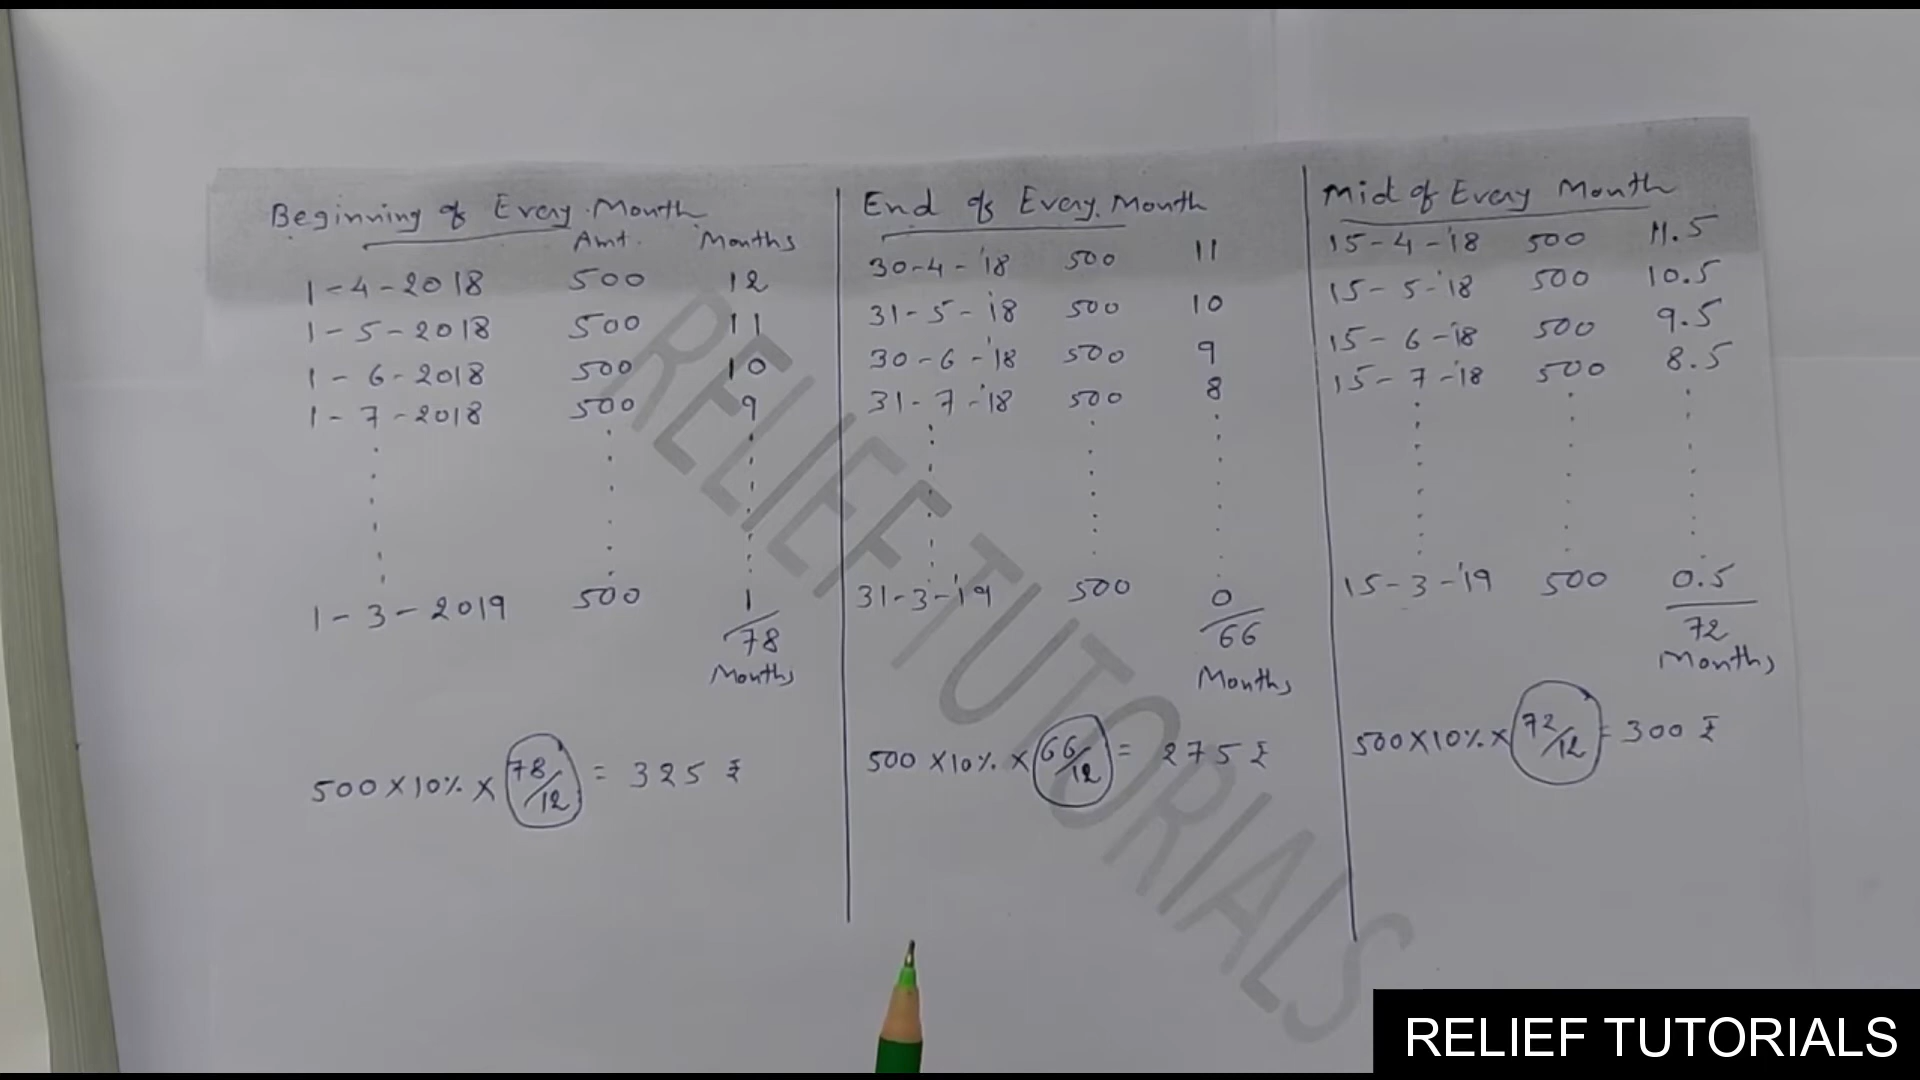 Beginning of Every Month
Amt. Months
1-4-2018 500 12
1-5-2018 500 11
1-6-2018 500 10
1-7-2018 500 9
1-3-2019 500 1
78
Months
500 X 10% X 78/12 = 325 ₹
End of Every Month
30-4-'18 500 11
31-5-'18 500 10
30-6-'18 500 9
31-7-'18 500 8
31-3-'19 500 0
66
Months
500 X 10% X 66/12 = 275 ₹
Mid of Every Month
15-4-'18 500 11.5
15-5-'18 500 10.5
15-6-'18 500 9.5
15-7-'18 500 8.5
15-3-'19 500 0.5
72
Months
500 X 10% X 72/12 = 300 ₹
RELIEF TUTORIALS
RELIEF TUTORIALS